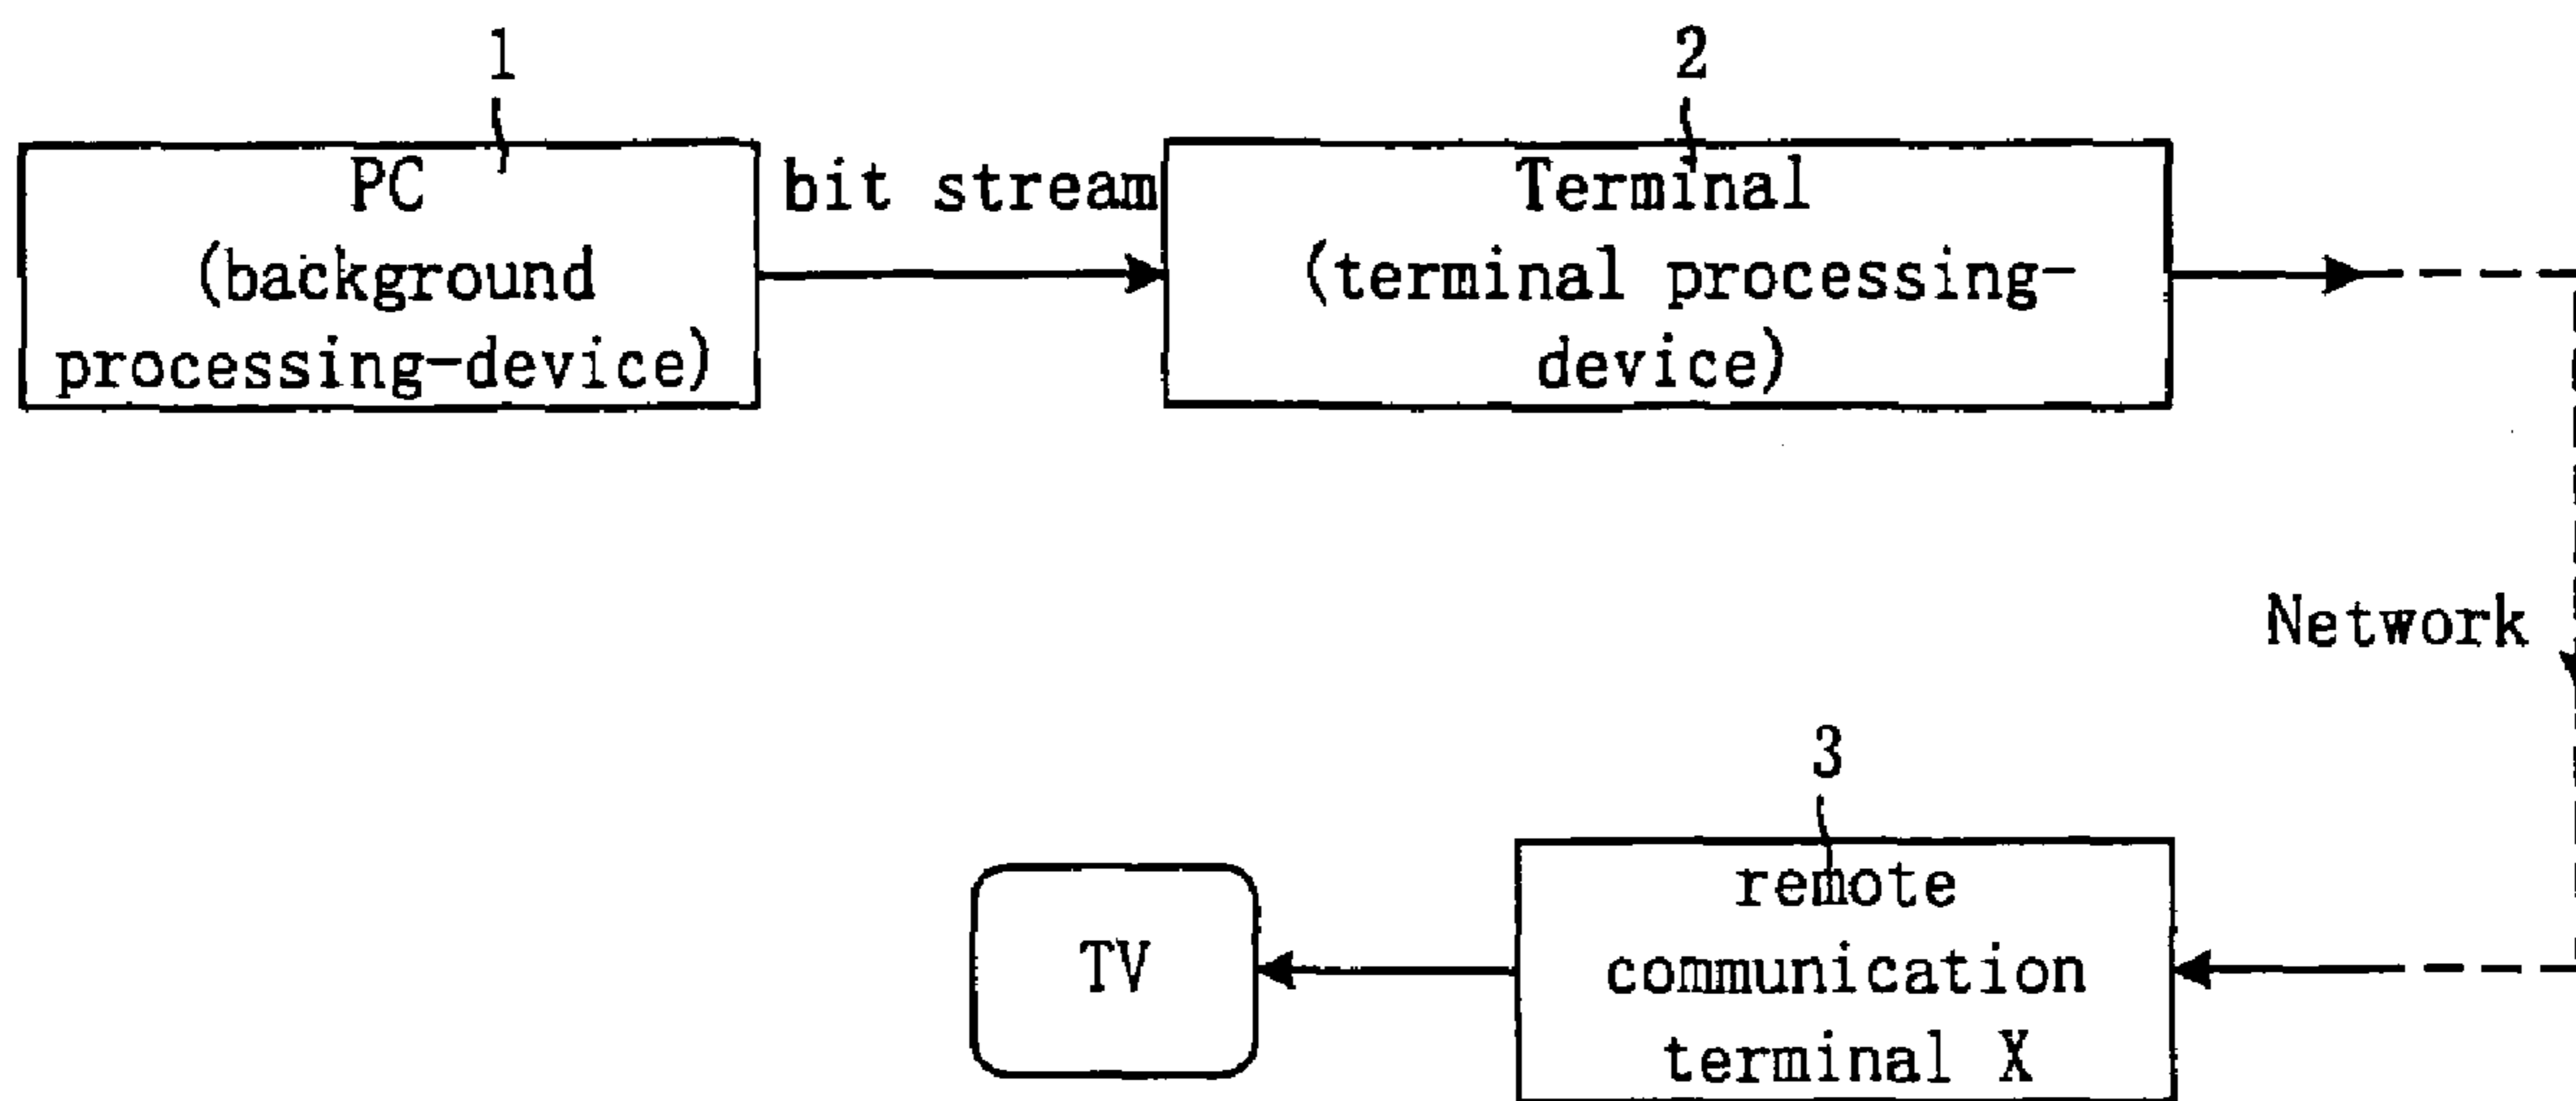 1
2
PC
(background
processing-device)
bit stream
Terminal
(terminal processing-
device)
Network
3
TV
remote
communication
terminal X